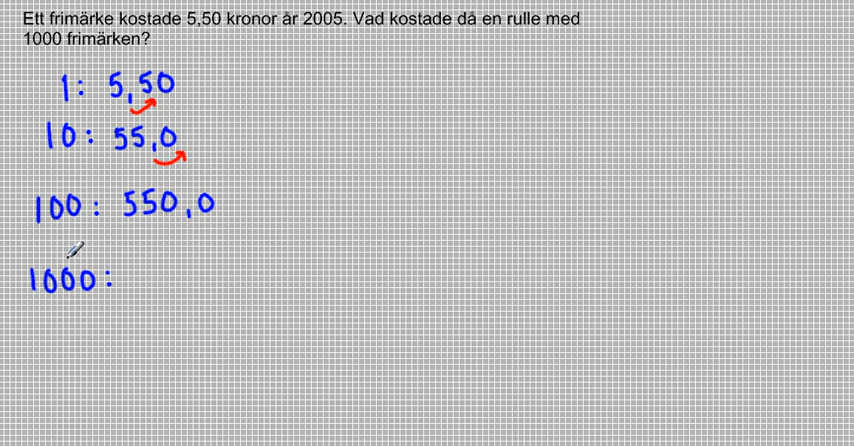 Ett frimärke kostade 5,50 kronor år 2005. Vad kostade då en rulle med
1000 frimärken?
1: 5,50
10: 55,0
100: 550,0
1000: